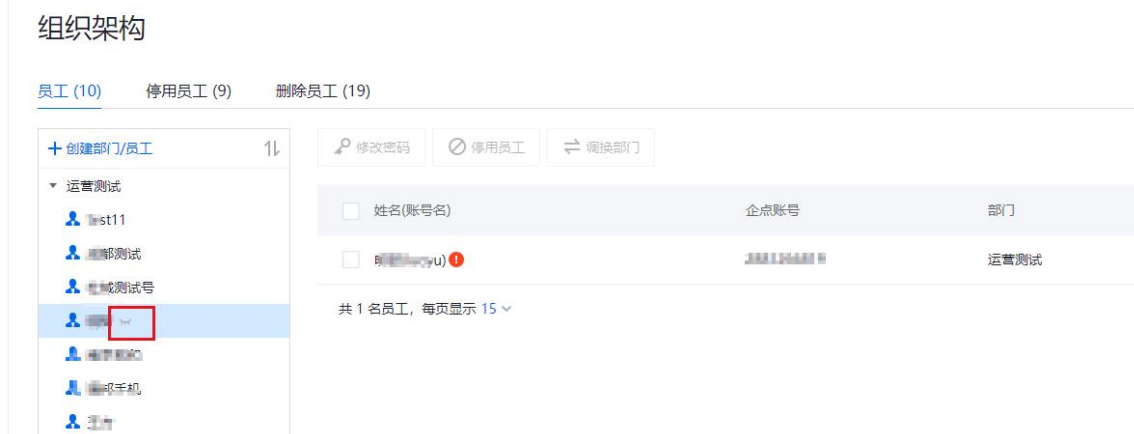 组织架构
员工 (10) 停用员工 (9) 删除员工 (19)
创建部门/员工
修改密码 停用员工 调换部门
运营测试
姓名(账号名) 企点账号 部门
st11
部测试
yu) 运营测试
域测试号
共 1 名员工，每页显示 15
手机